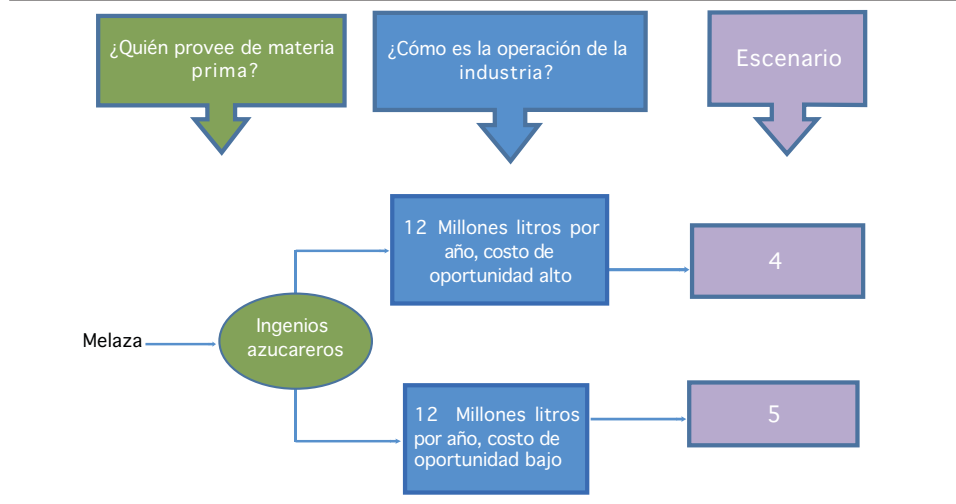 ¿Quién provee de materia
prima?
¿Cómo es la operación de la
industria?
Escenario
12 Millones litros por
año, costo de
oportunidad alto
4
Melaza
Ingenios
azucareros
12 Millones litros
por año, costo de
oportunidad bajo
5